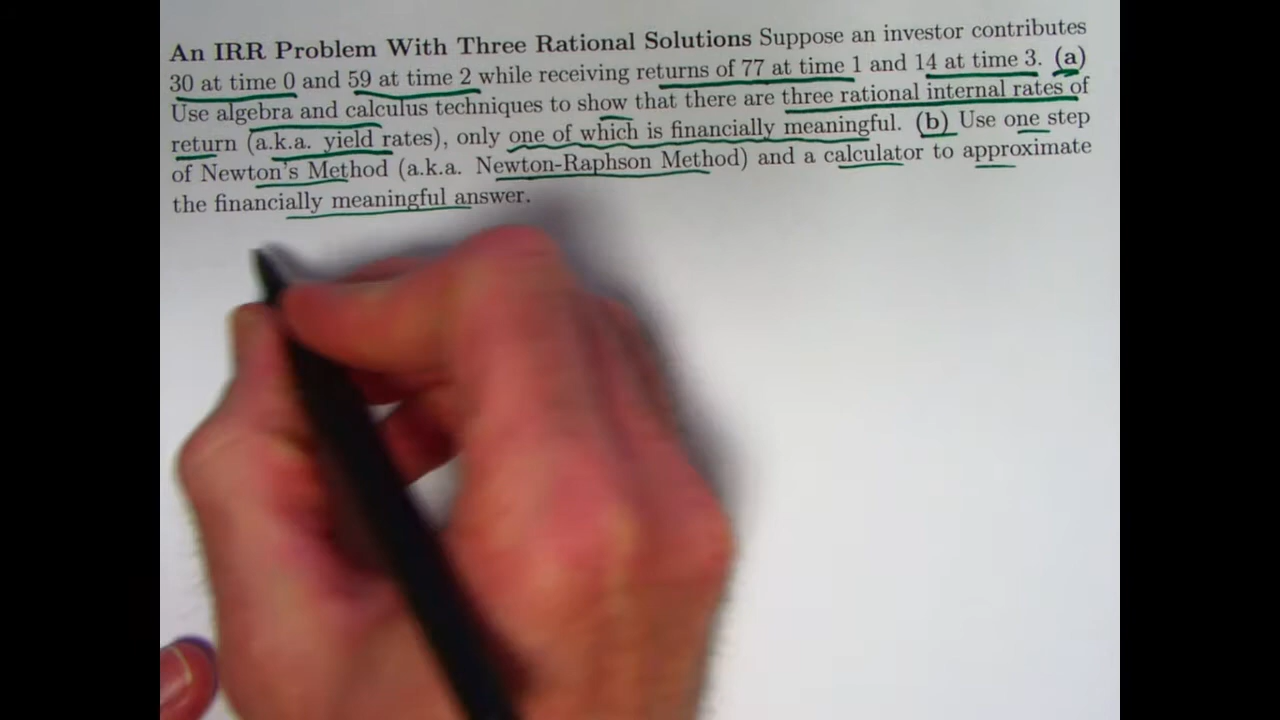 An IRR Problem With Three Rational Solutions Suppose an investor contributes
30 at time 0 and 59 at time 2 while receiving returns of 77 at time 1 and 14 at time 3. (a)
Use algebra and calculus techniques to show that there are three rational internal rates of
return (a.k.a. yield rates), only one of which is financially meaningful. (b) Use one step
of Newton's Method (a.k.a. Newton-Raphson Method) and a calculator to approximate
the financially meaningful answer.